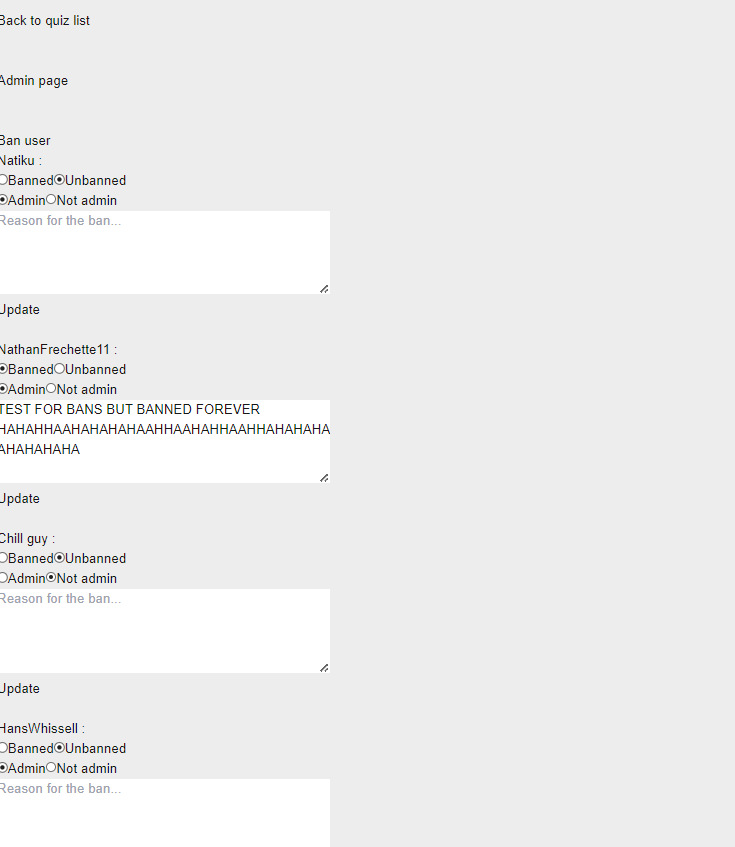 Back to quiz list
Admin page
Ban user
Natiku :
Banned Unbanned
Admin Not admin
Reason for the ban...
Update
NathanFrechette11 :
Banned Unbanned
Admin Not admin
TEST FOR BANS BUT BANNED FOREVER
HAHAHHAAHAHAHAHAAHHAAHAHHAAHHAHAHAHA
AHAHAHAHA
Update
Chill guy :
Banned Unbanned
Admin Not admin
Reason for the ban...
Update
HansWhissell :
Banned Unbanned
Admin Not admin
Reason for the ban...